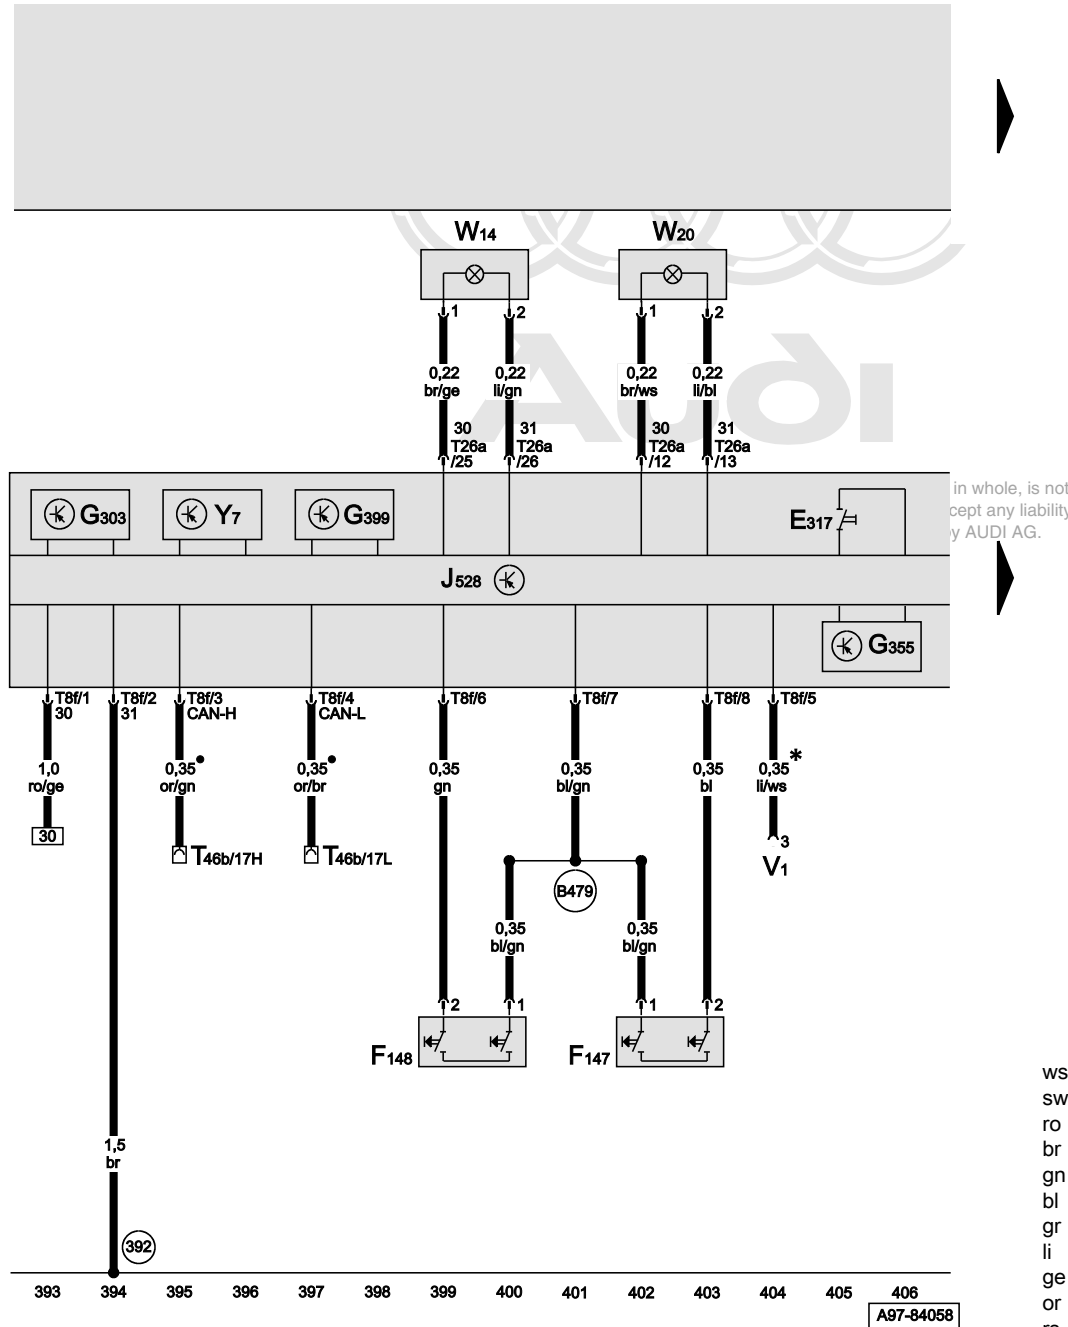 W14 W20
1 2 1 2
0,22 0,22 0,22 0,22
br/ge li/gn br/ws li/bl
Audi
30 31 30 31
T26a T26a T26a T26a
/25 /26 /12 /13
in whole, is not
cept any liability
by AUDI AG.
G303 Y7 G399 E317
J528
G355
T8f/1 T8f/2 T8f/3 T8f/4 T8f/6 T8f/7 T8f/8 T8f/5
30 31 CAN-H CAN-L
1,0 0,35 0,35 0,35 0,35 0,35 0,35 *
ro/ge or/gn or/br gn bl/gn bl li/ws
30
T46b/17H T46b/17L
3
V1
B479
0,35 0,35
bl/gn bl/gn
2 1 1 2
F148 F147
ws
sw
ro
br
gn
bl
gr
li
ge
or
1,5
br
392
393 394 395 396 397 398 399 400 401 402 403 404 405 406
A97-84058